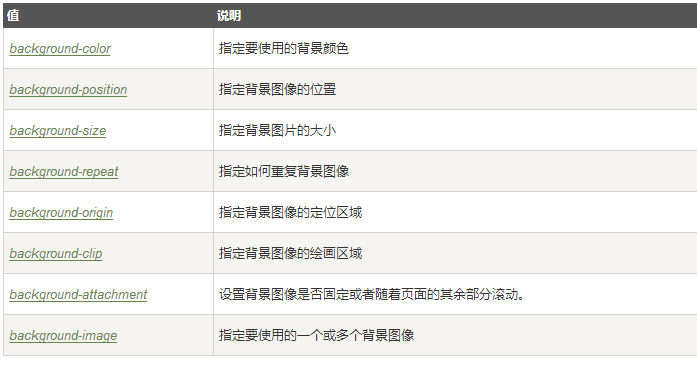 值 说明
background-color 指定要使用的背景颜色
background-position 指定背景图像的位置
background-size 指定背景图片的大小
background-repeat 指定如何重复背景图像
background-origin 指定背景图像的定位区域
background-clip 指定背景图像的绘画区域
background-attachment 设置背景图像是否固定或者随着页面的其余部分滚动。
background-image 指定要使用的一个或多个背景图像